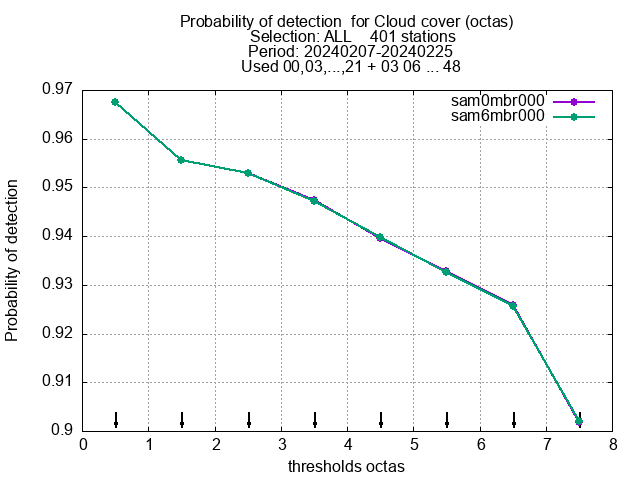 Probability of detection  for Cloud cover (octas)
Selection: ALL    401 stations
Period: 20240207-20240225
Used 00,03,...,21 + 03 06 ... 48
sam0mbr000
sam6mbr000
Probability of detection
0.97
0.96
0.95
0.94
0.93
0.92
0.91
0.9
0 1 2 3 4 5 6 7 8
thresholds octas